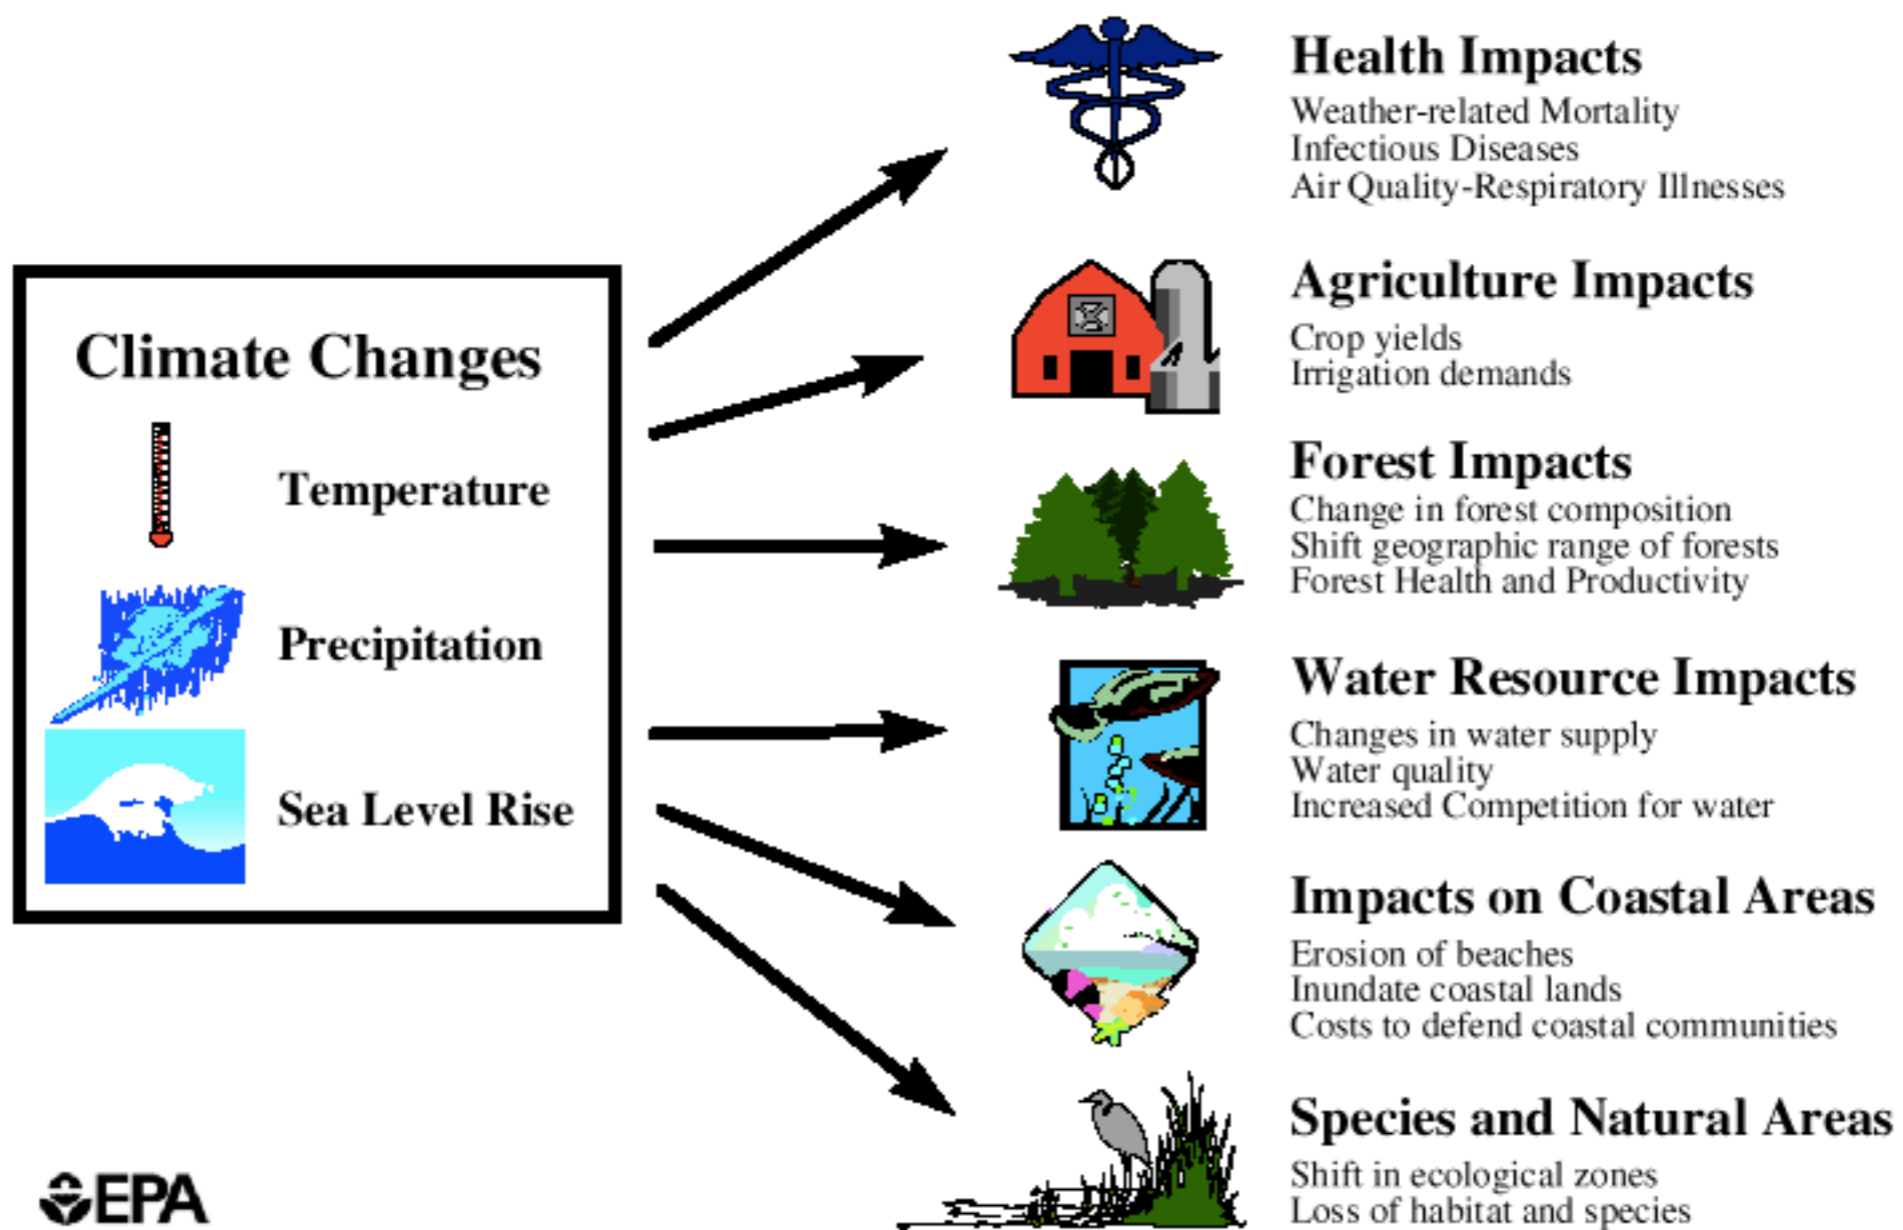 Climate Changes
Temperature
Precipitation
Sea Level Rise
Health Impacts
Weather-related Mortality
Infectious Diseases
Air Quality-Respiratory Illnesses
Agriculture Impacts
Crop yields
Irrigation demands
Forest Impacts
Change in forest composition
Shift geographic range of forests
Forest Health and Productivity
Water Resource Impacts
Changes in water supply
Water quality
Increased Competition for water
Impacts on Coastal Areas
Erosion of beaches
Inundate coastal lands
Costs to defend coastal communities
Species and Natural Areas
Shift in ecological zones
Loss of habitat and species
EPA